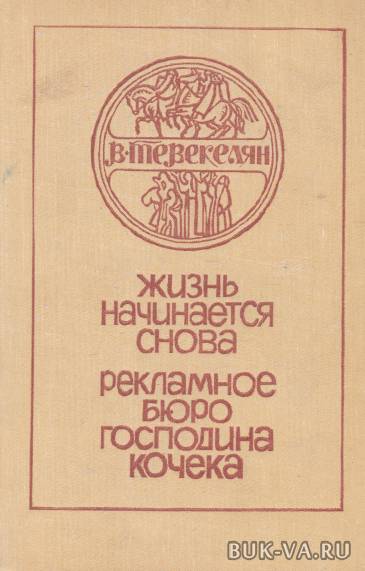 В·ТЕВЕКЕЛЯН
ЖИЗНЬ
НАЧИНАЕТСЯ
СНОВА
РЕКЛАМНОЕ
БЮРО
ГОСПОДИНА
КОЧЕКА
BUK-VA.RU